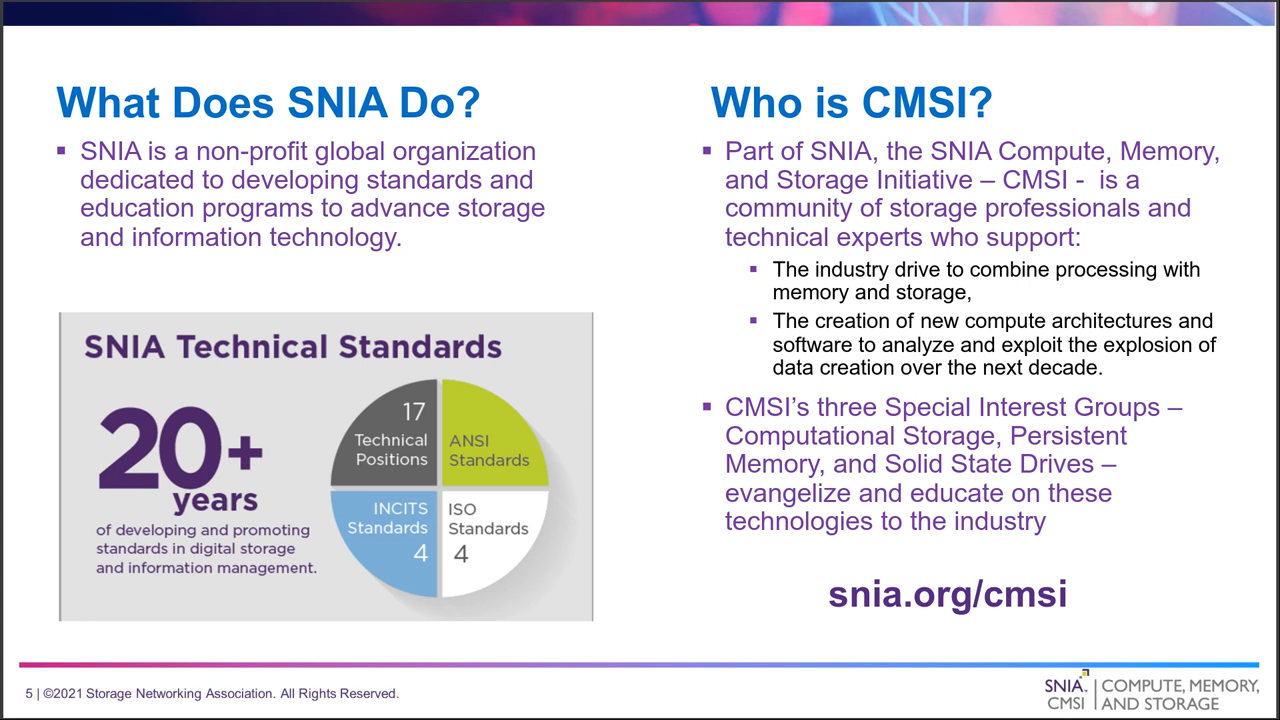 What Does SNIA Do?
▪ SNIA is a non-profit global organization
dedicated to developing standards and
education programs to advance storage
and information technology.
SNIA Technical Standards
20+
years
of developing and promoting
standards in digital storage
and information management.
17
Technical
Positions
ANSI
Standards
INCITS
Standards
4
ISO
Standards
4
Who is CMSI?
▪ Part of SNIA, the SNIA Compute, Memory,
and Storage Initiative – CMSI - is a
community of storage professionals and
technical experts who support:
▪ The industry drive to combine processing with
memory and storage,
▪ The creation of new compute architectures and
software to analyze and exploit the explosion of
data creation over the next decade.
▪ CMSI’s three Special Interest Groups –
Computational Storage, Persistent
Memory, and Solid State Drives –
evangelize and educate on these
technologies to the industry
snia.org/cmsi
5 | ©2021 Storage Networking Association. All Rights Reserved.
SNIA.
CMSI
COMPUTE, MEMORY,
AND STORAGE